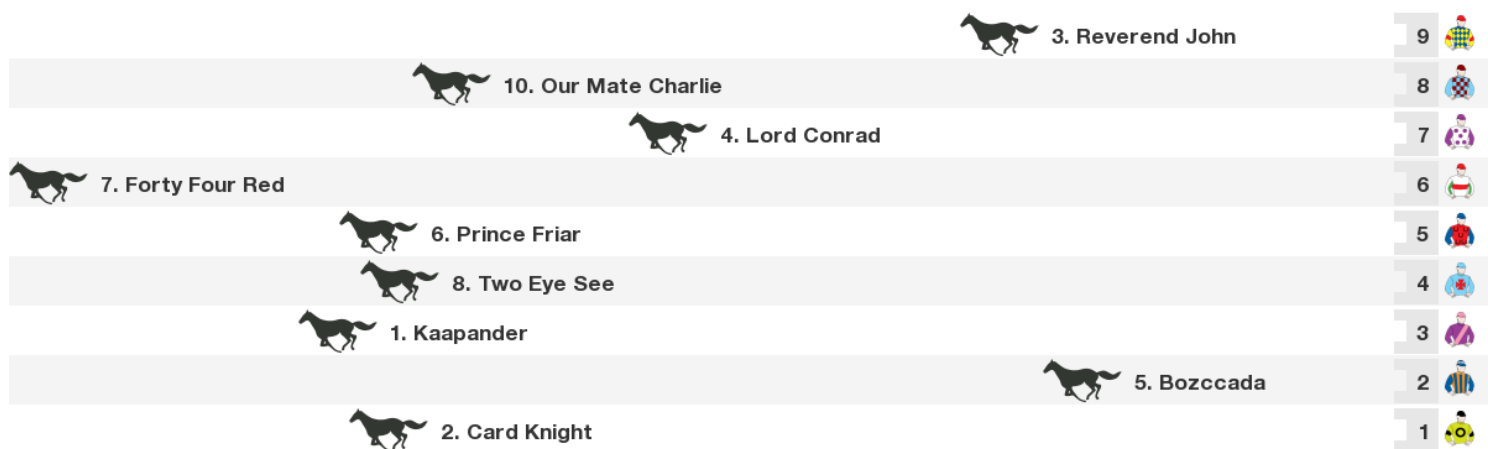 3. Reverend John 9
10. Our Mate Charlie 8
4. Lord Conrad 7
7. Forty Four Red 6
6. Prince Friar 5
8. Two Eye See 4
1. Kaapander 3
5. Bozccada 2
2. Card Knight 1